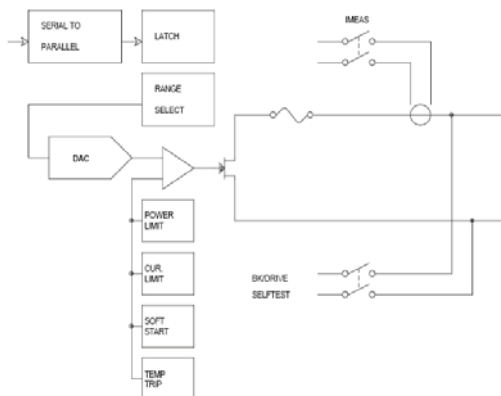 SERIAL TO
PARALLEL
LATCH
IMEAS
RANGE
SELECT
DAC
POWER
LIMIT
CUR.
LIMIT
BK/DRIVE
SELFTEST
SOFT
START
TEMP
TRIP